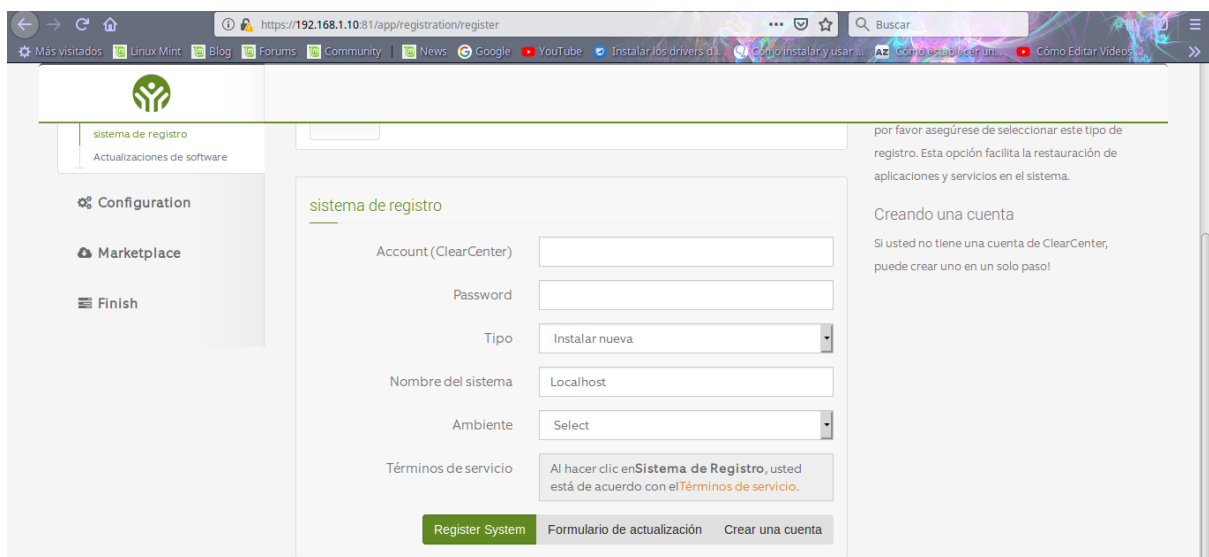 https://192.168.1.10:81/app/registration/register
Buscar
Más visitados Linux Mint Blog Forums Community News Google YouTube Instalar los drivers d... Cómo instalar y usar ... Cómo establecer un... Cómo Editar Vídeos
sistema de registro
Actualizaciones de software
Configuration
Marketplace
Finish
sistema de registro
Account (ClearCenter)
Password
Tipo Instalar nueva
Nombre del sistema Localhost
Ambiente Select
Términos de servicio
Al hacer clic enSistema de Registro, usted
está de acuerdo con elTérminos de servicio.
Register System Formulario de actualización Crear una cuenta
por favor asegúrese de seleccionar este tipo de
registro. Esta opción facilita la restauración de
aplicaciones y servicios en el sistema.
Creando una cuenta
Si usted no tiene una cuenta de ClearCenter,
puede crear uno en un solo paso!